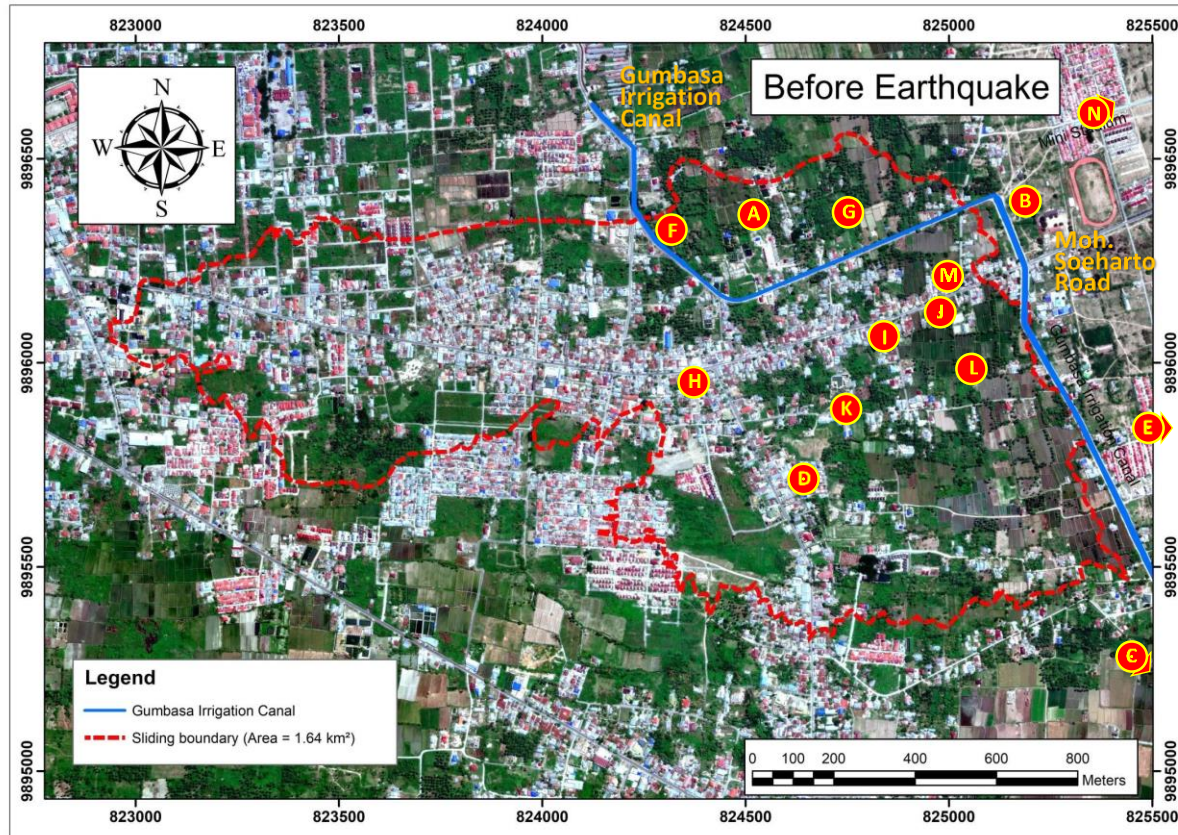 823000 823500 824000 824500 825000 825500
N
W E
S
Gumbasa
Irrigation
Canal
Before Earthquake
N
Mini Stadium
9896500 9896500
B
A
G
F
Moh.
Soeharto
Road
M
J
I
9896000 9896000
L
H
K
E
Gumbasa Irrigation Canal
D
9895500 9895500
C
Legend
Gumbasa Irrigation Canal
Sliding boundary (Area = 1.64 km²)
0 50 100 200 400 600 800
Meters
9895000 9895000
823000 823500 824000 824500 825000 825500